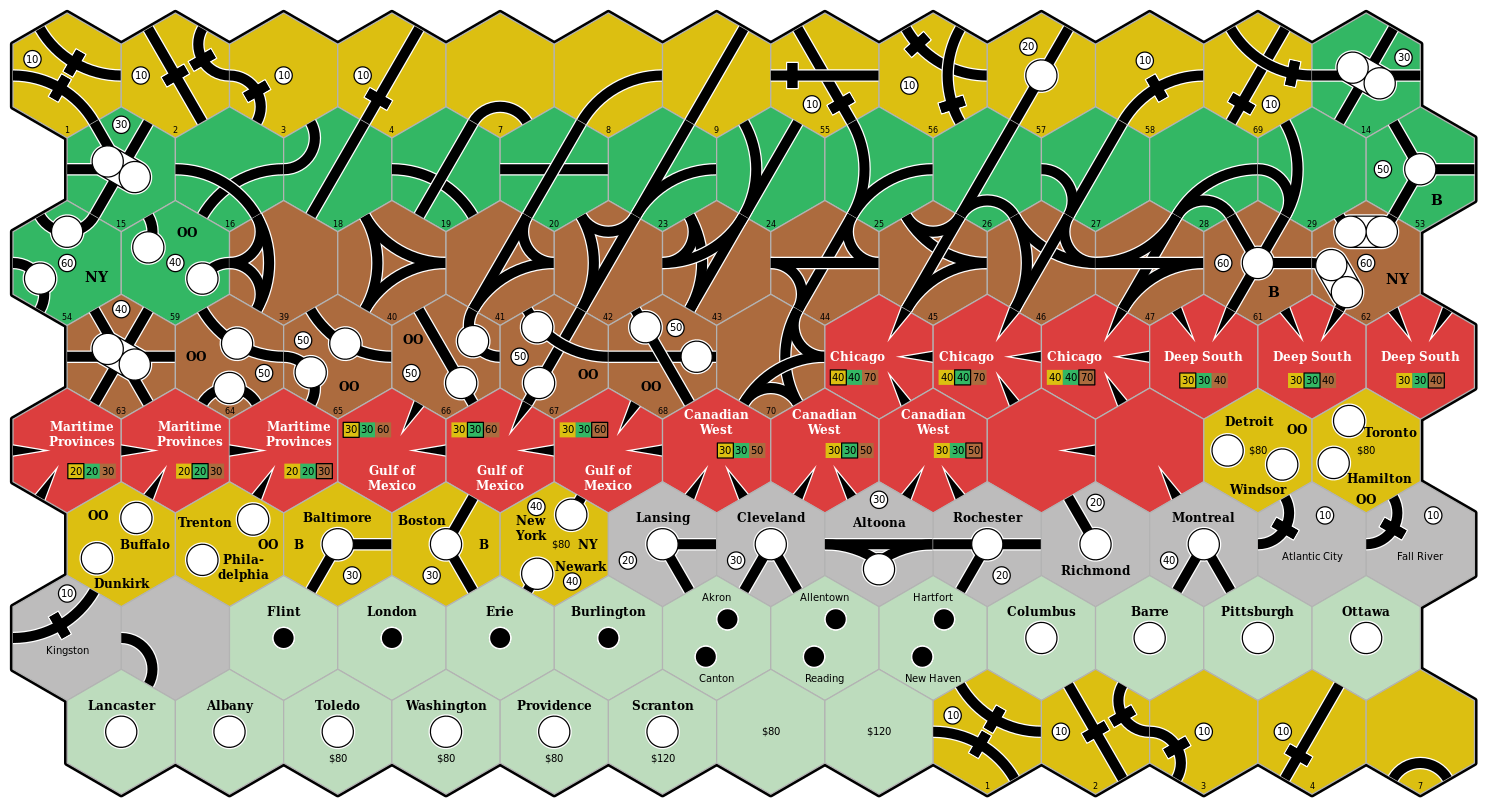 10 10 10 10 10 10 20 10 10 30
1 30 2 3 4 7 8 9 55 56 57 58 69 14
50
B
15 16 18 19 20 23 24 25 26 27 28 29 53
OO
60 40 60 60
NY B NY
54 40 59 39 40 41 42 43 44 45 46 47 61 62
OO 50 OO 50 50 50 50 OO OO OO
Chicago Chicago Chicago Deep South Deep South Deep South
40 40 70 40 40 70 40 40 70 30 30 40 30 30 40 30 30 40
63 64 65 66 67 68 70
Maritime
Provinces
20 20 30
Maritime
Provinces
20 20 30
Maritime
Provinces
20 20 30
30 30 60
Gulf of
Mexico
30 30 60
Gulf of
Mexico
30 30 60
Gulf of
Mexico
Canadian
West
30 30 50
Canadian
West
30 30 50
Canadian
West
30 30 50
Detroit
OO
$80
Windsor
Toronto
$80
Hamilton
OO
OO
Buffalo
Dunkirk
Trenton
OO
Phila-
delphia
Baltimore
B
30
Boston
B
30
40
New
York
$80 NY
Newark
40
Lansing
20
Cleveland
30
30
Altoona
Rochester
20
20
Richmond
Montreal
40
10
Atlantic City
10
Fall River
10
Kingston
Flint
London
Erie
Burlington
Akron
Canton
Allentown
Reading
Hartfort
New Haven
Columbus
Barre
Pittsburgh
Ottawa
Lancaster
Albany
Toledo
$80
Washington
$80
Providence
$80
Scranton
$120
$80
$120
10
1
10
2
10
3
10
4
7